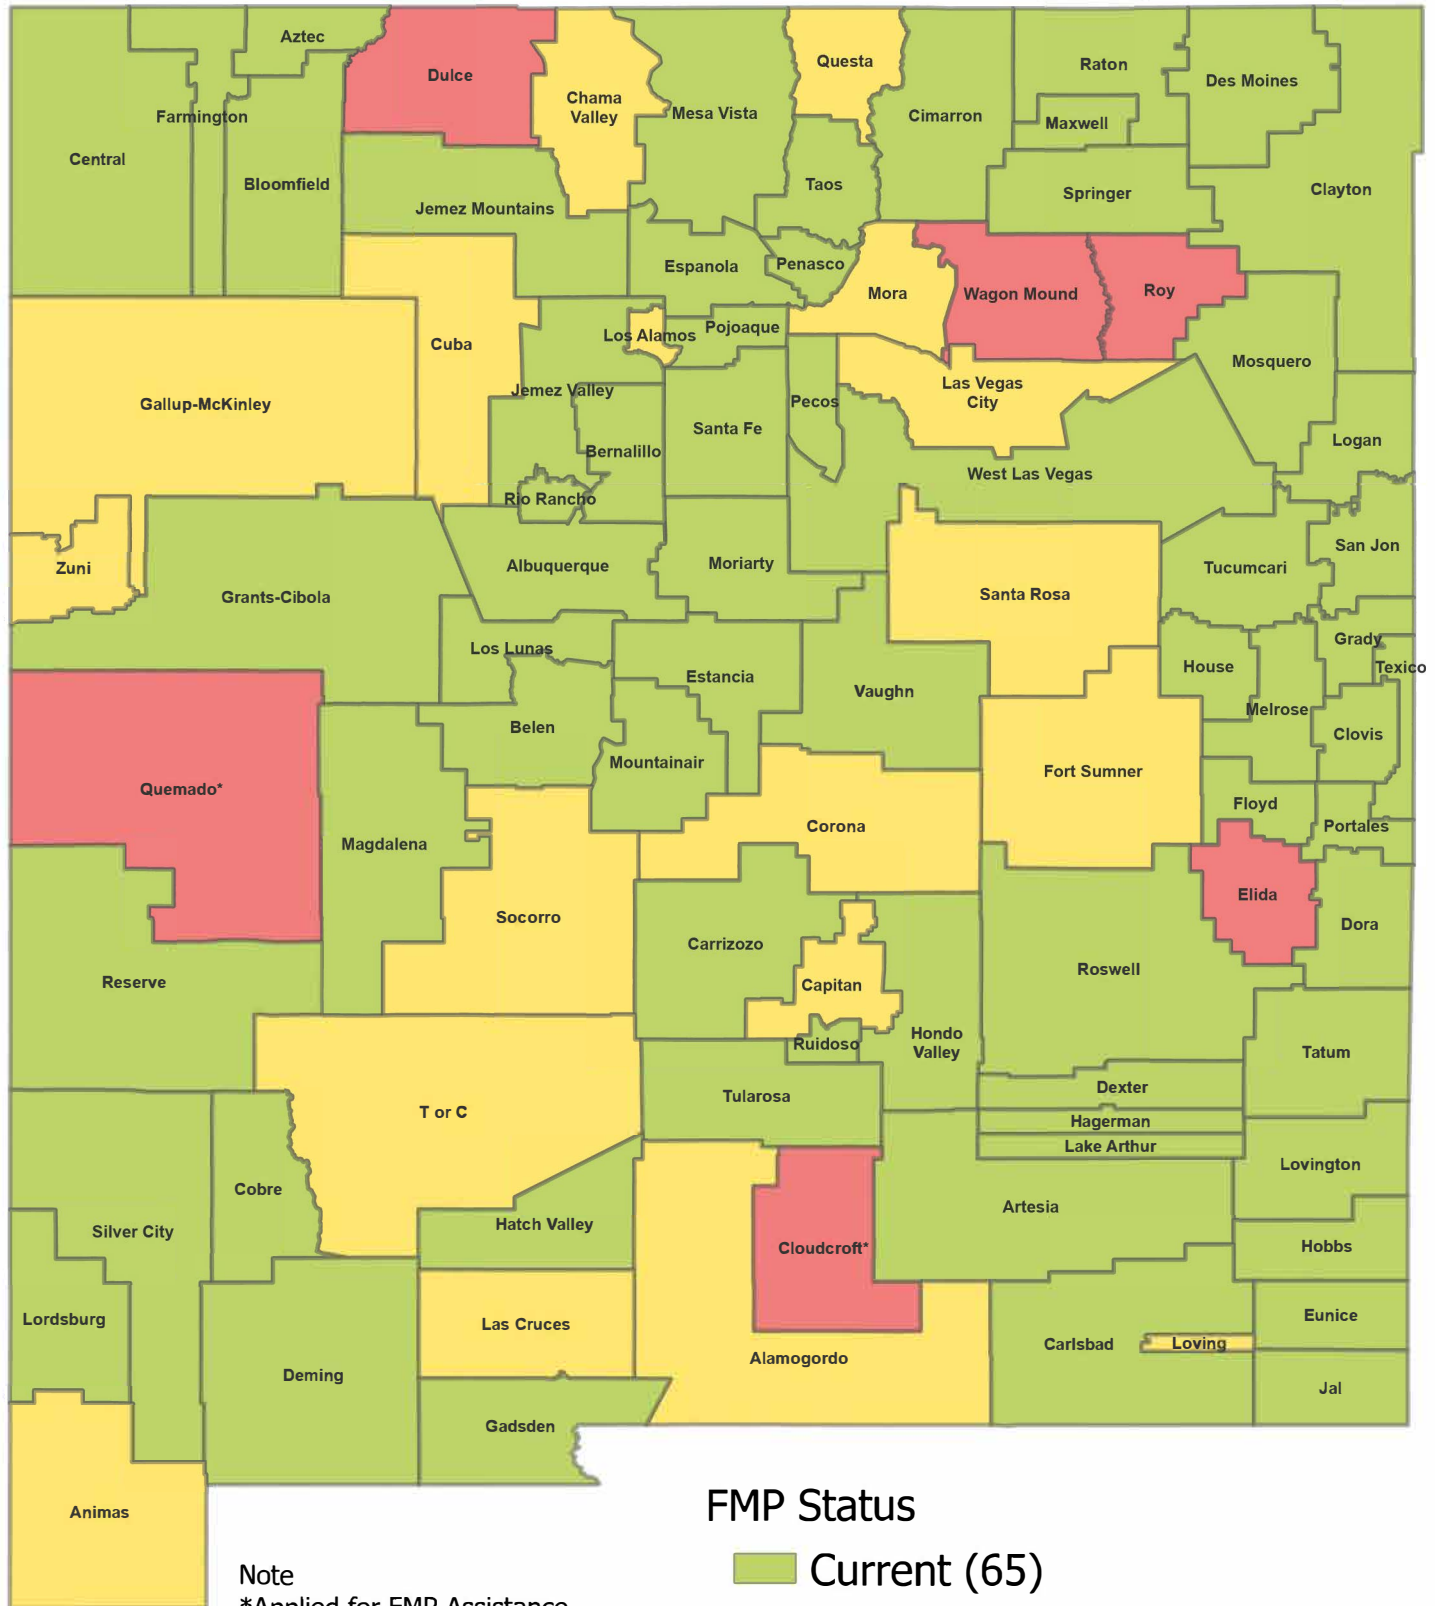 Aztec
Dulce
Questa
Raton
Des Moines
Chama
Valley
Mesa Vista
Cimarron
Farmington
Maxwell
Central
Bloomfield
Taos
Clayton
Springer
Jemez Mountains
Espanola
Penasco
Mora
Wagon Mound
Roy
Los Alamos
Pojoaque
Cuba
Mosquero
Jemez Valley
Las Vegas
City
Gallup-McKinley
Pecos
Santa Fe
Logan
Bernalillo
West Las Vegas
Rio Rancho
San Jon
Zuni
Albuquerque
Moriarty
Tucumcari
Grants-Cibola
Santa Rosa
Grady
Los Lunas
House
Texico
Estancia
Vaughn
Melrose
Belen
Clovis
Mountainair
Fort Sumner
Quemado*
Floyd
Corona
Portales
Magdalena
Elida
Socorro
Dora
Carrizozo
Roswell
Reserve
Capitan
Hondo
Valley
Ruidoso
Tatum
Dexter
Tularosa
T or C
Hagerman
Lake Arthur
Lovington
Cobre
Artesia
Hatch Valley
Silver City
Hobbs
Cloudcroft*
Eunice
Lordsburg
Las Cruces
Carlsbad
Loving
Alamogordo
Deming
Jal
Gadsden
FMP Status
Animas
Current (65)
Note
*Applied for FMP Assistance